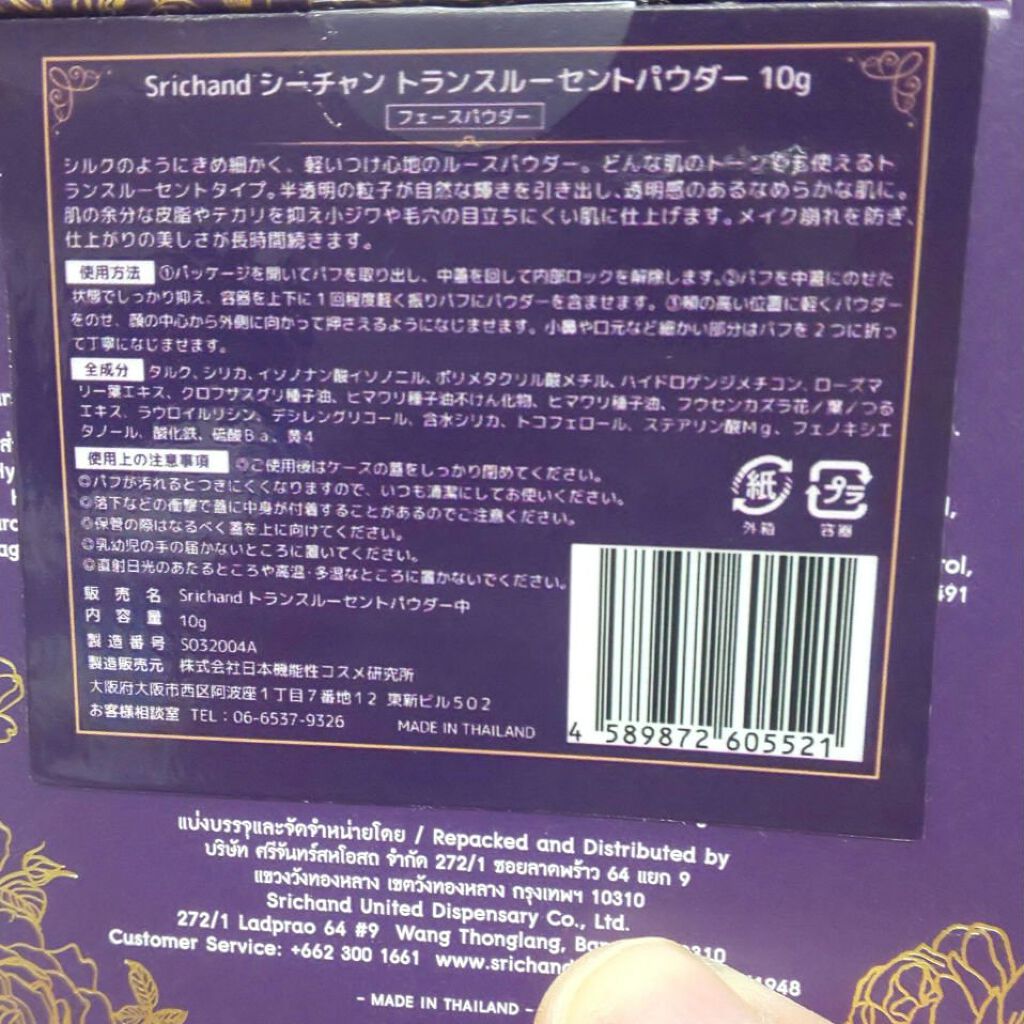 Srichand シーチャン トランスルーセントパウダー 10g
フェースパウダー
シルクのようにきめ細かく、軽いつけ心地のルースパウダー。どんな肌のトーンでも使えるト
ランスルーセントタイプ。半透明の粒子が自然な輝きを引き出し、透明感のあるなめらかな肌に。
肌の余分な皮脂やテカリを抑え小ジワや毛穴の目立ちにくい肌に仕上げます。メイク崩れを防ぎ、
仕上がりの美しさが長時間続きます。
使用方法 ①パッケージを開いてパフを取り出し、中蓋を回して内部ロックを解除します。②パフを中蓋にのせた
状態でしっかり抑え、容器を上下に1回程度軽く振りパフにパウダーを含ませます。③頬の高い位置に軽くパウダー
をのせ、顔の中心から外側に向かって押さえるようになじませます。小鼻や口元など細かい部分はパフを2つに折っ
て丁寧になじませます。
全成分 タルク、シリカ、イソノナン酸イソノニル、ポリメタクリル酸メチル、ハイドロゲンジメチコン、ローズマ
リー葉エキス、クロフサスグリ種子油、ヒマワリ種子油不けん化物、ヒマワリ種子油、フウセンカズラ花/葉/つる
エキス、ラウロイルリシン、デシレングリコール、含水シリカ、トコフェロール、ステアリン酸Mg、フェノキシエ
タノール、酸化鉄、硫酸Ba、黄4
使用上の注意事項 ◎ご使用後はケースの蓋をしっかり閉めてください。
◎パフが汚れるとつきにくくなりますので、いつも清潔にしてお使いください。
◎落下などの衝撃で蓋に中身が付着することがあるのでご注意ください。
◎保管の際はなるべく蓋を上に向けてください。
◎乳幼児の手の届かないところに置いてください。
◎直射日光のあたるところや高温・多湿なところに置かないでください。
紙 プラ
外箱 容器
販売名 Srichand トランスルーセントパウダー中
内容量 10g
製造番号 S032004A
製造販売元 株式会社日本機能性コスメ研究所
大阪府大阪市西区阿波座1丁目7番地12 東新ビル502
お客様相談室 TEL：06-6537-9326 MADE IN THAILAND
4 589872 605521
rol,
491
แบ่งบรรจุและจัดจำหน่ายโดย / Repacked and Distributed by
บริษัท ศรีจันทร์สหโอสถ จำกัด 272/1 ซอยลาดพร้าว 64 แยก 9
แขวงวังทองหลาง เขตวังทองหลาง กรุงเทพฯ 10310
Srichand United Dispensary Co., Ltd.
272/1 Ladprao 64 #9 Wang Thonglang, Ba 310
Customer Service: +662 300 1661 www.srichand 1948
- MADE IN THAILAND -